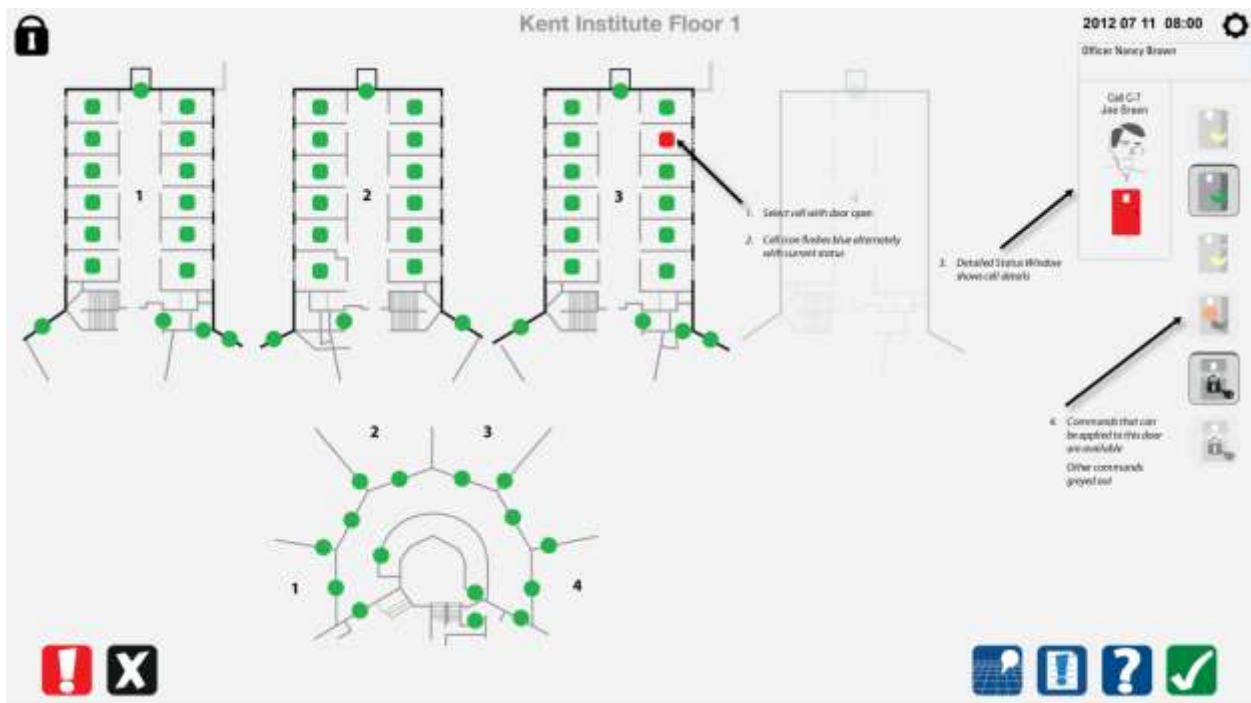 Kent Institute Floor 1
2012 07 11 08:00
Officer Nancy Brown
Cell C-7
Joe Breen
1
2
3
4
1. Select cell with door open
2. Cell icon flashes blue alternately
with current status
3. Detailed Status Window
shows cell details
4. Commands that can
be applied to this door
are available
Other commands
greyed out
2
3
1
4
X
?